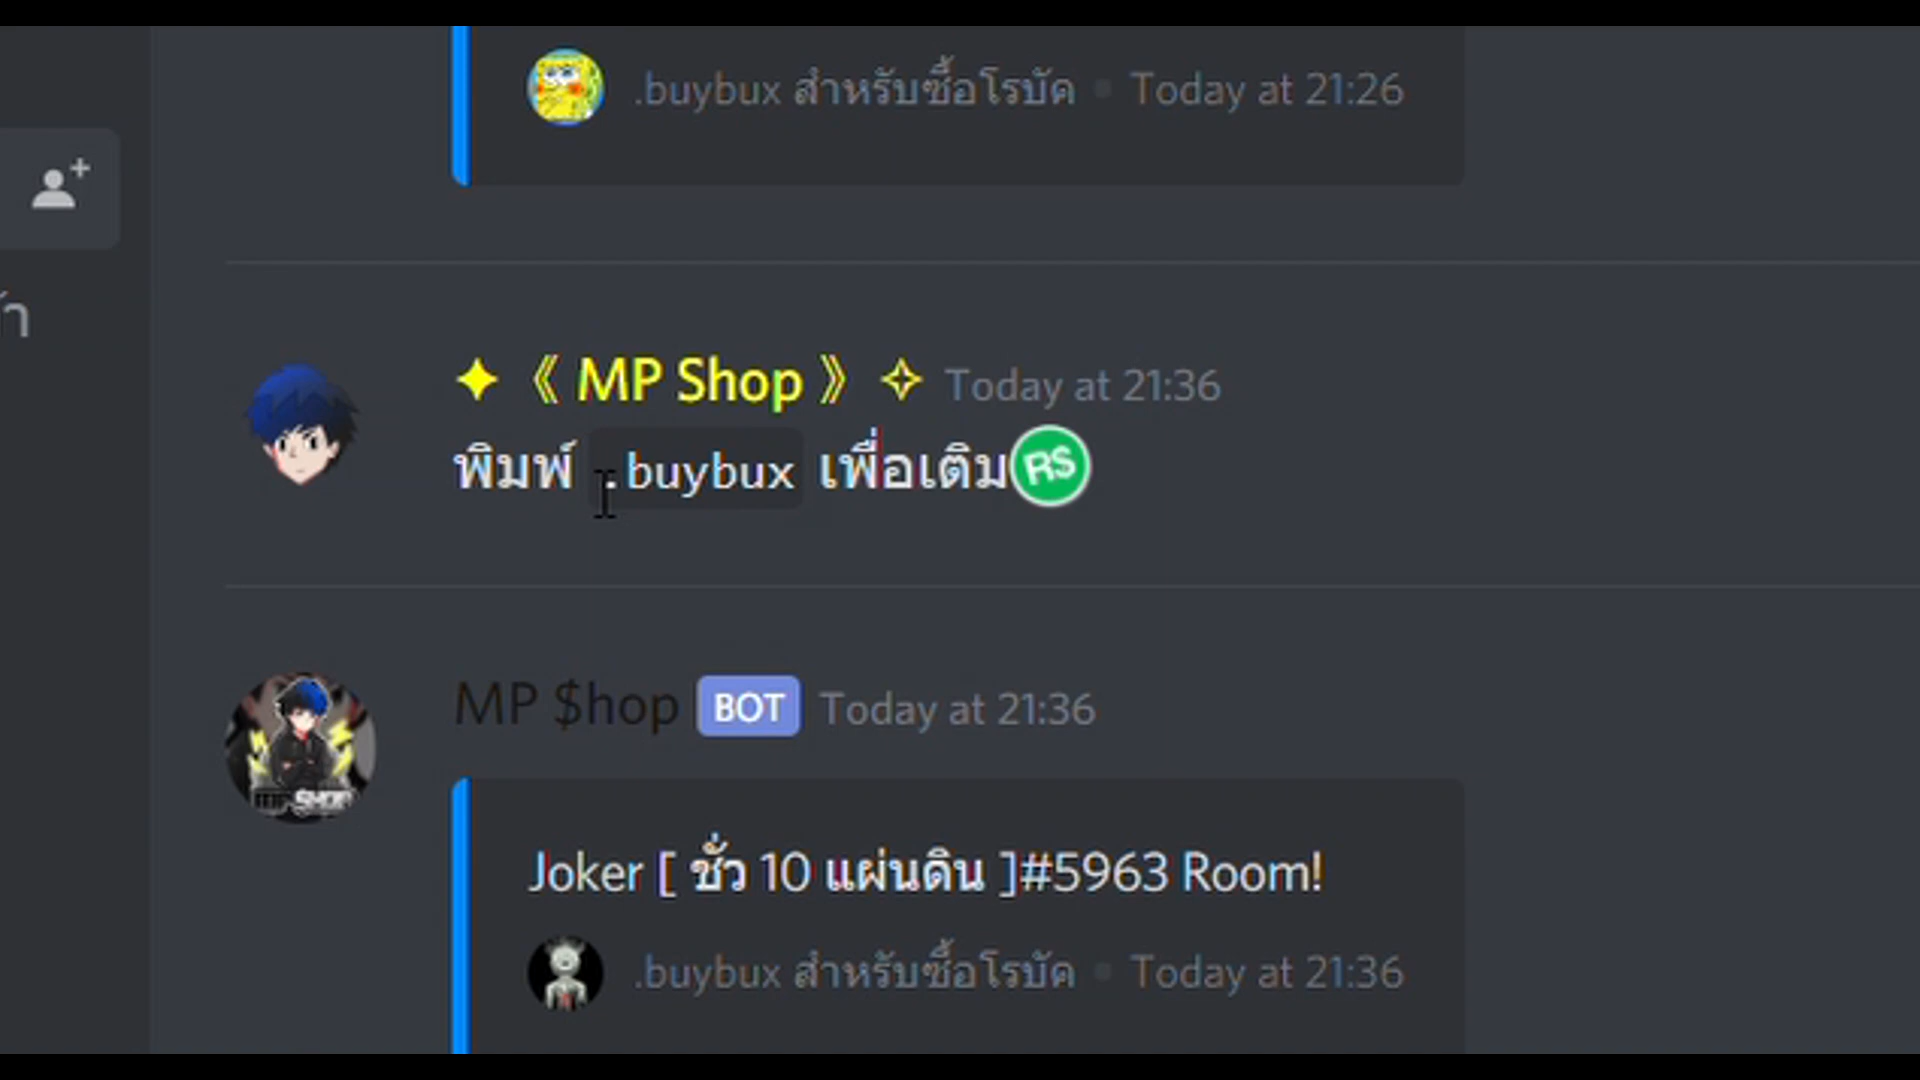 .buybux สำหรับซื้อโรบัค • Today at 21:26
้า
✦ 《 MP Shop 》 ✧ Today at 21:36
พิมพ์ .buybux เพื่อเติม RS
MP $hop BOT Today at 21:36
MP SHOP
Joker [ ชั่ว 10 แผ่นดิน ]#5963 Room!
.buybux สำหรับซื้อโรบัค • Today at 21:36